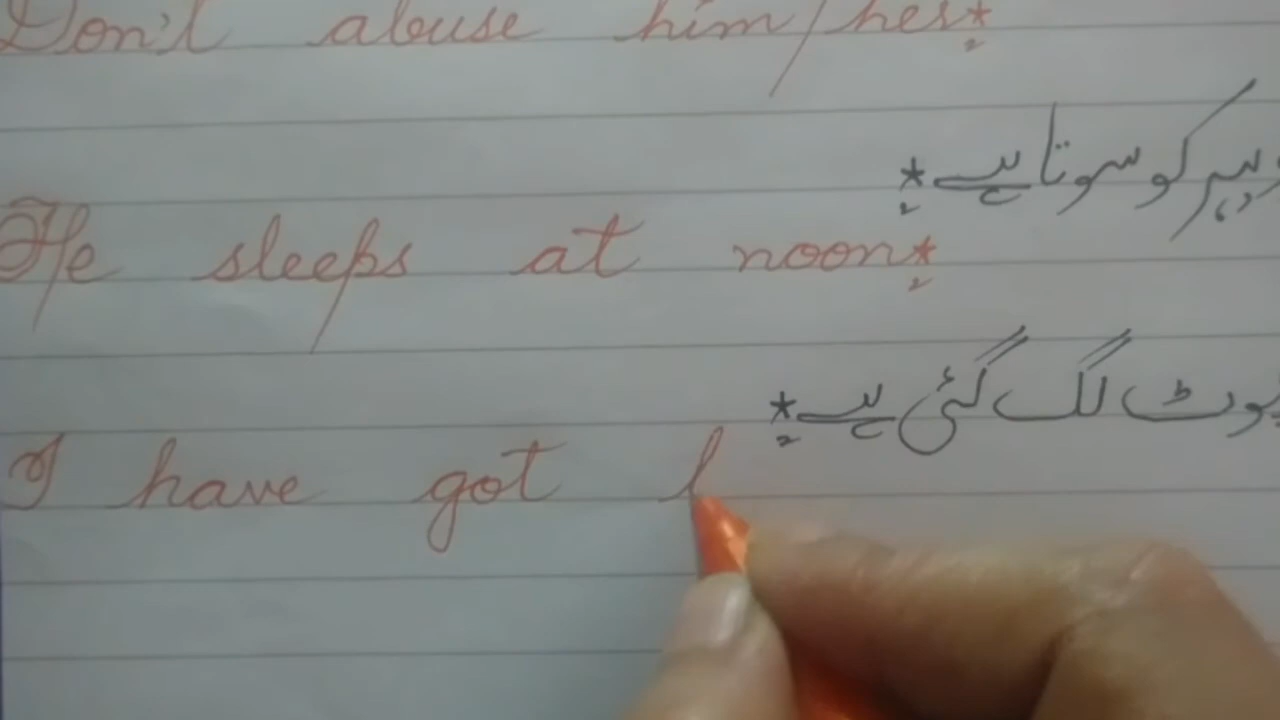 Don't abuse him/her*
کو سوتا ہے*
He sleeps at noon*
لگ گئی ہے*
I have got